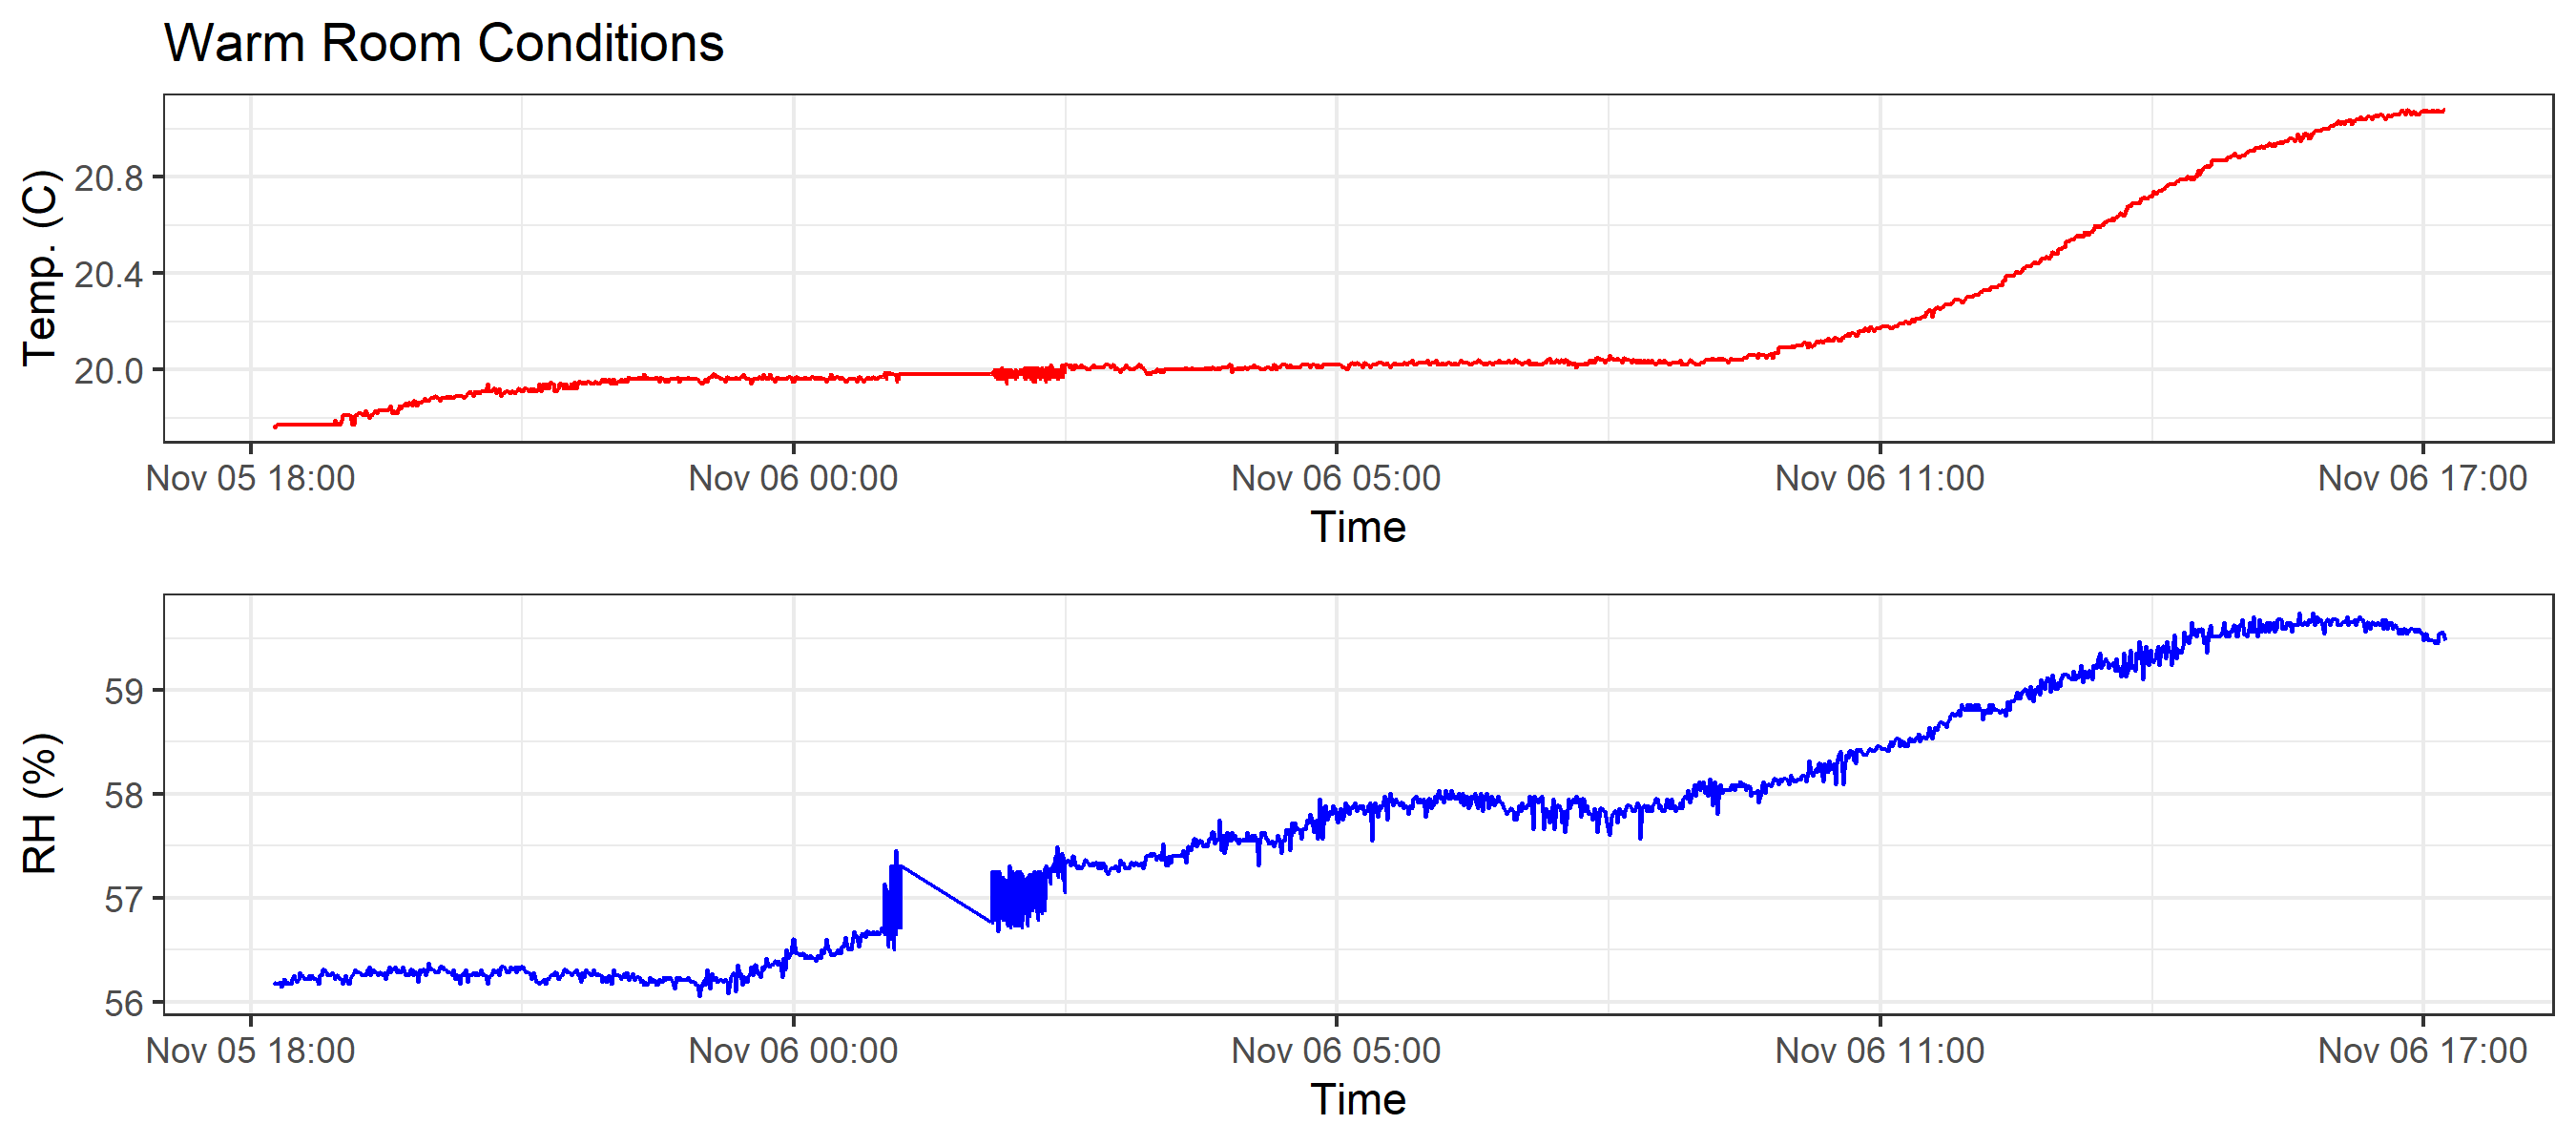 Warm Room Conditions
Temp. (C)
20.8
20.4
20.0
Nov 05 18:00 Nov 06 00:00 Nov 06 05:00 Nov 06 11:00 Nov 06 17:00
Time
RH (%)
59
58
57
56
Nov 05 18:00 Nov 06 00:00 Nov 06 05:00 Nov 06 11:00 Nov 06 17:00
Time